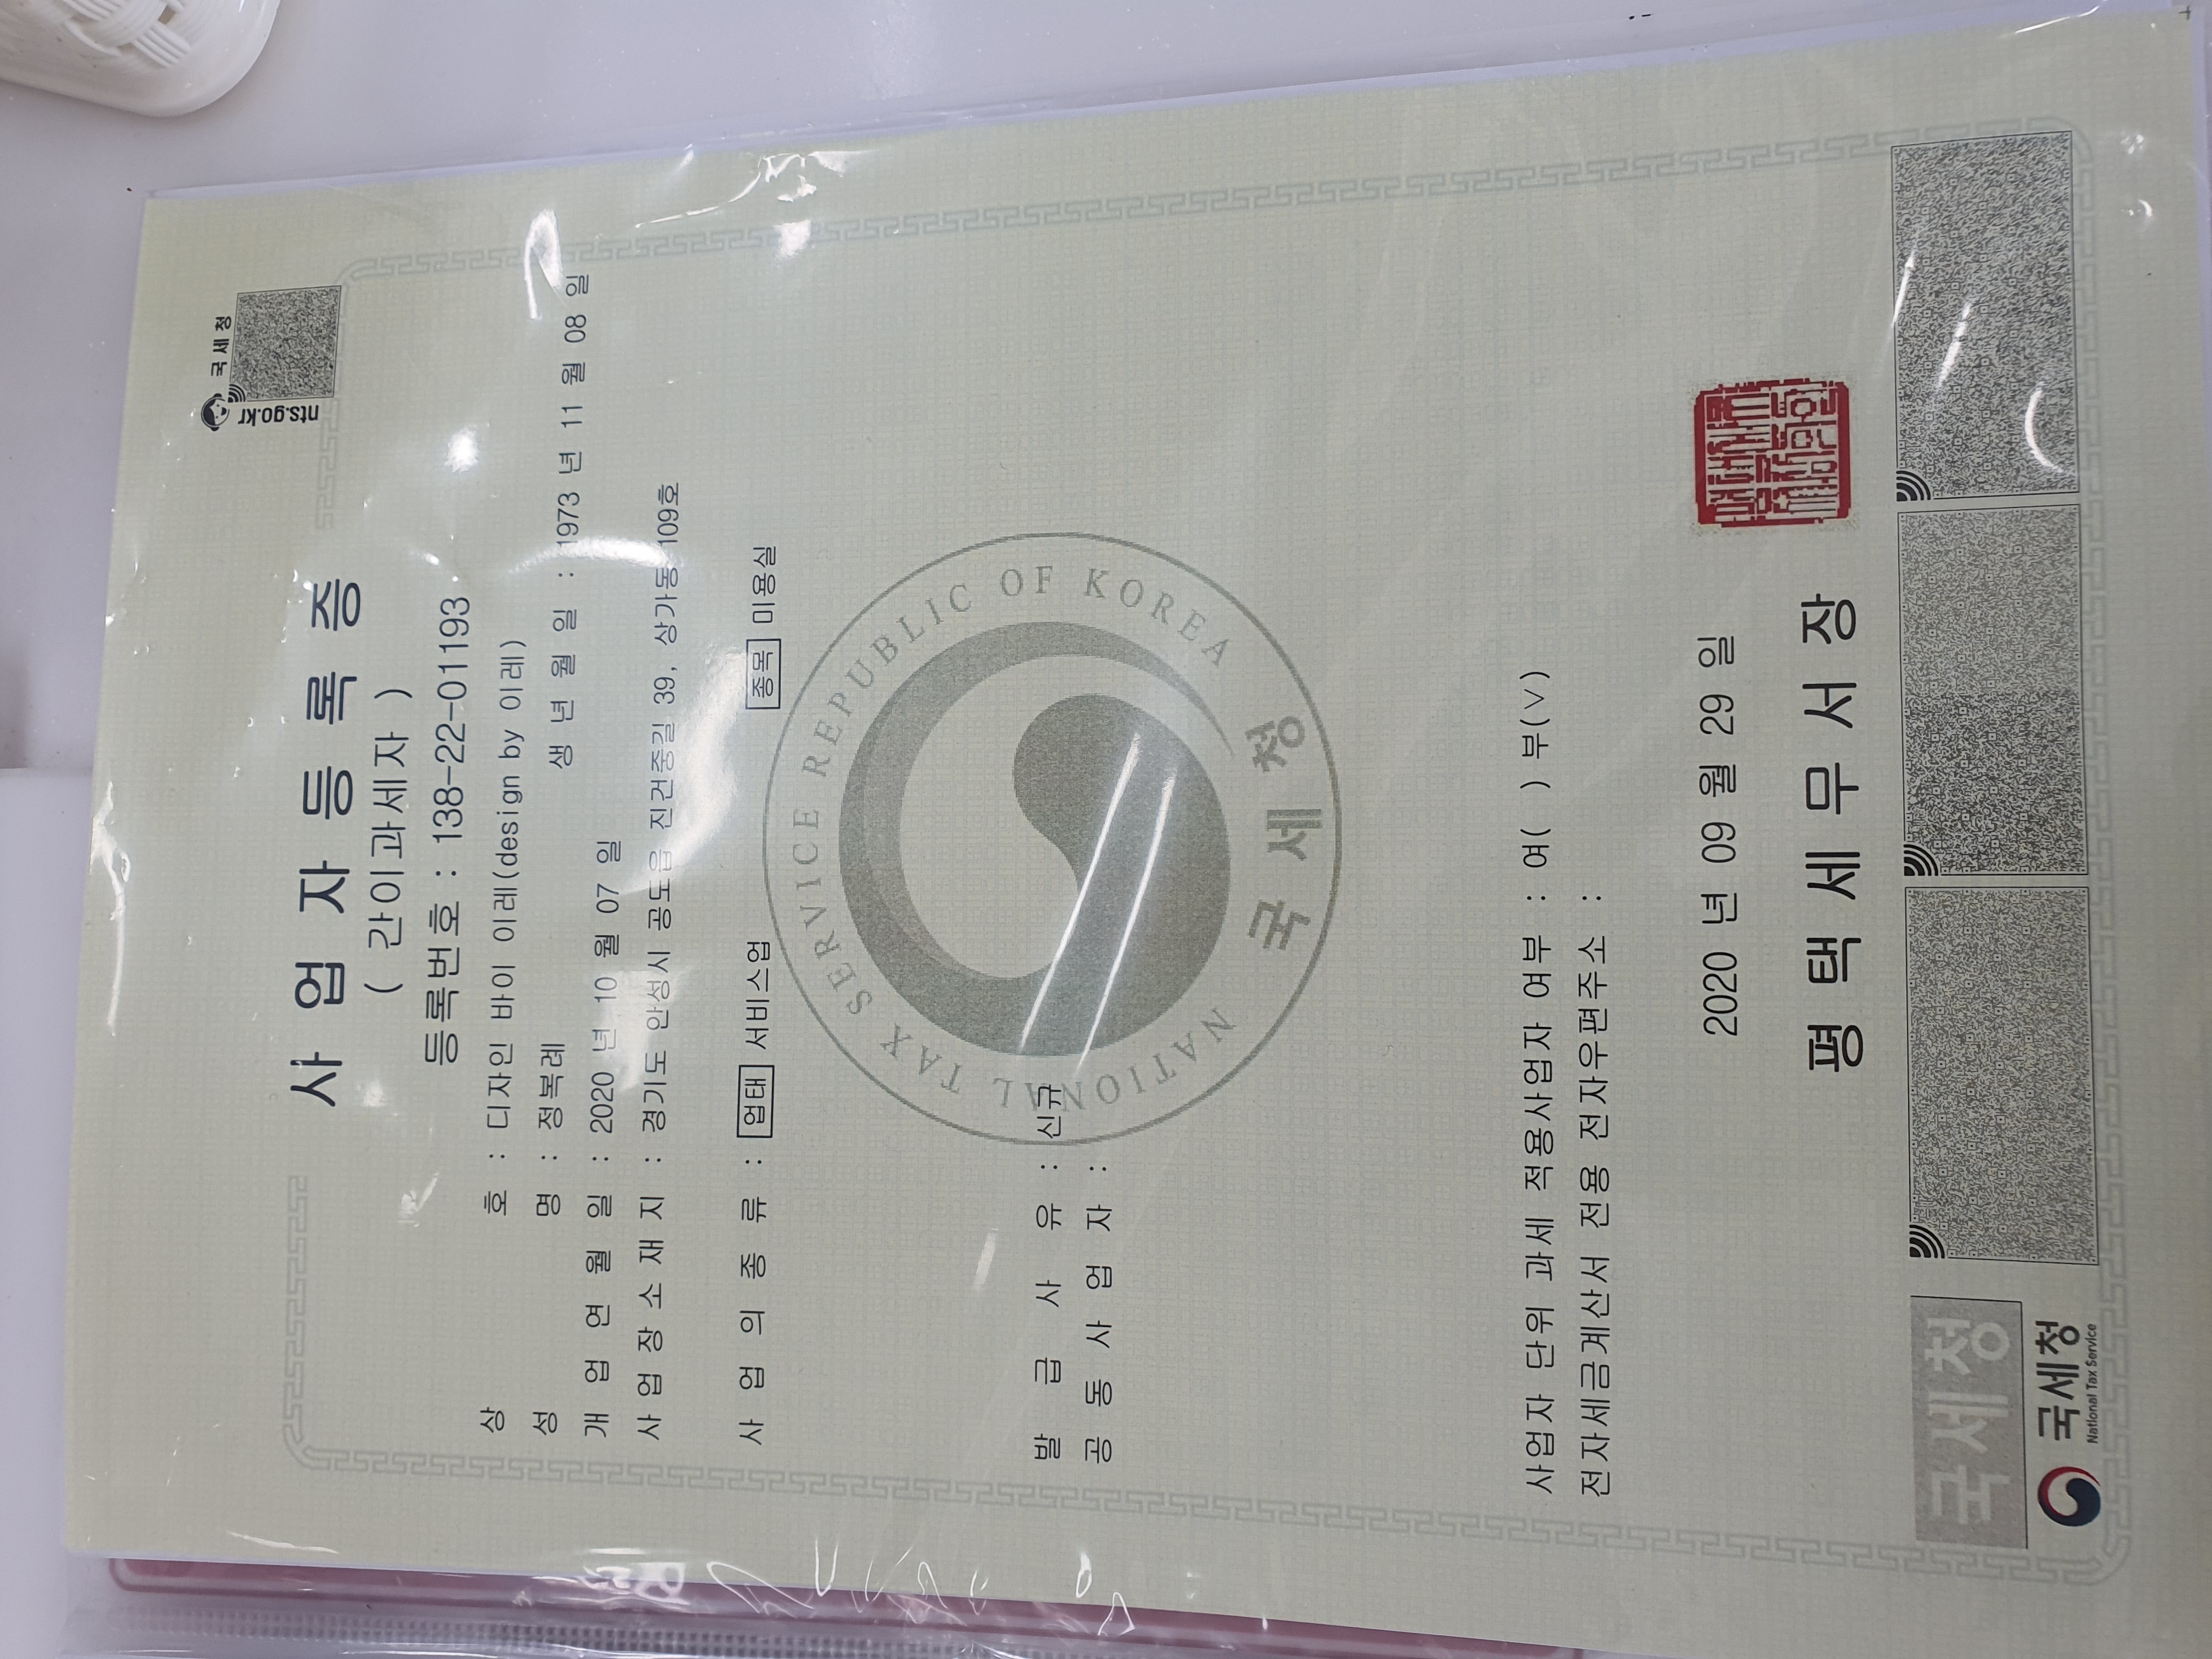 국세청
nts.go.kr
사업자등록증
( 간이과세자 )
등록번호 : 138-22-01193
상 호 : 디자인 바이 이레(design by 이레)
성 명 : 정복례 생 년 월 일 : 1973 년 11 월 08 일
개 업 연 월 일 : 2020 년 10 월 07 일
사 업 장 소 재 지 : 경기도 안성시 공도읍 진건중길 39, 상가동 109호
사 업 의 종 류 : 업태 서비스업 종목 미용실
NATIONAL TAX SERVICE REPUBLIC OF KOREA
국세청
발 급 사 유 : 신규
공 동 사 업 자 :
사업자 단위 과세 적용사업자 여부 : 여( ) 부(∨)
전자세금계산서 전용 전자우편주소 :
2020 년 09 월 29 일
평 택 세 무 서 장
국세청
국세청
National Tax Service